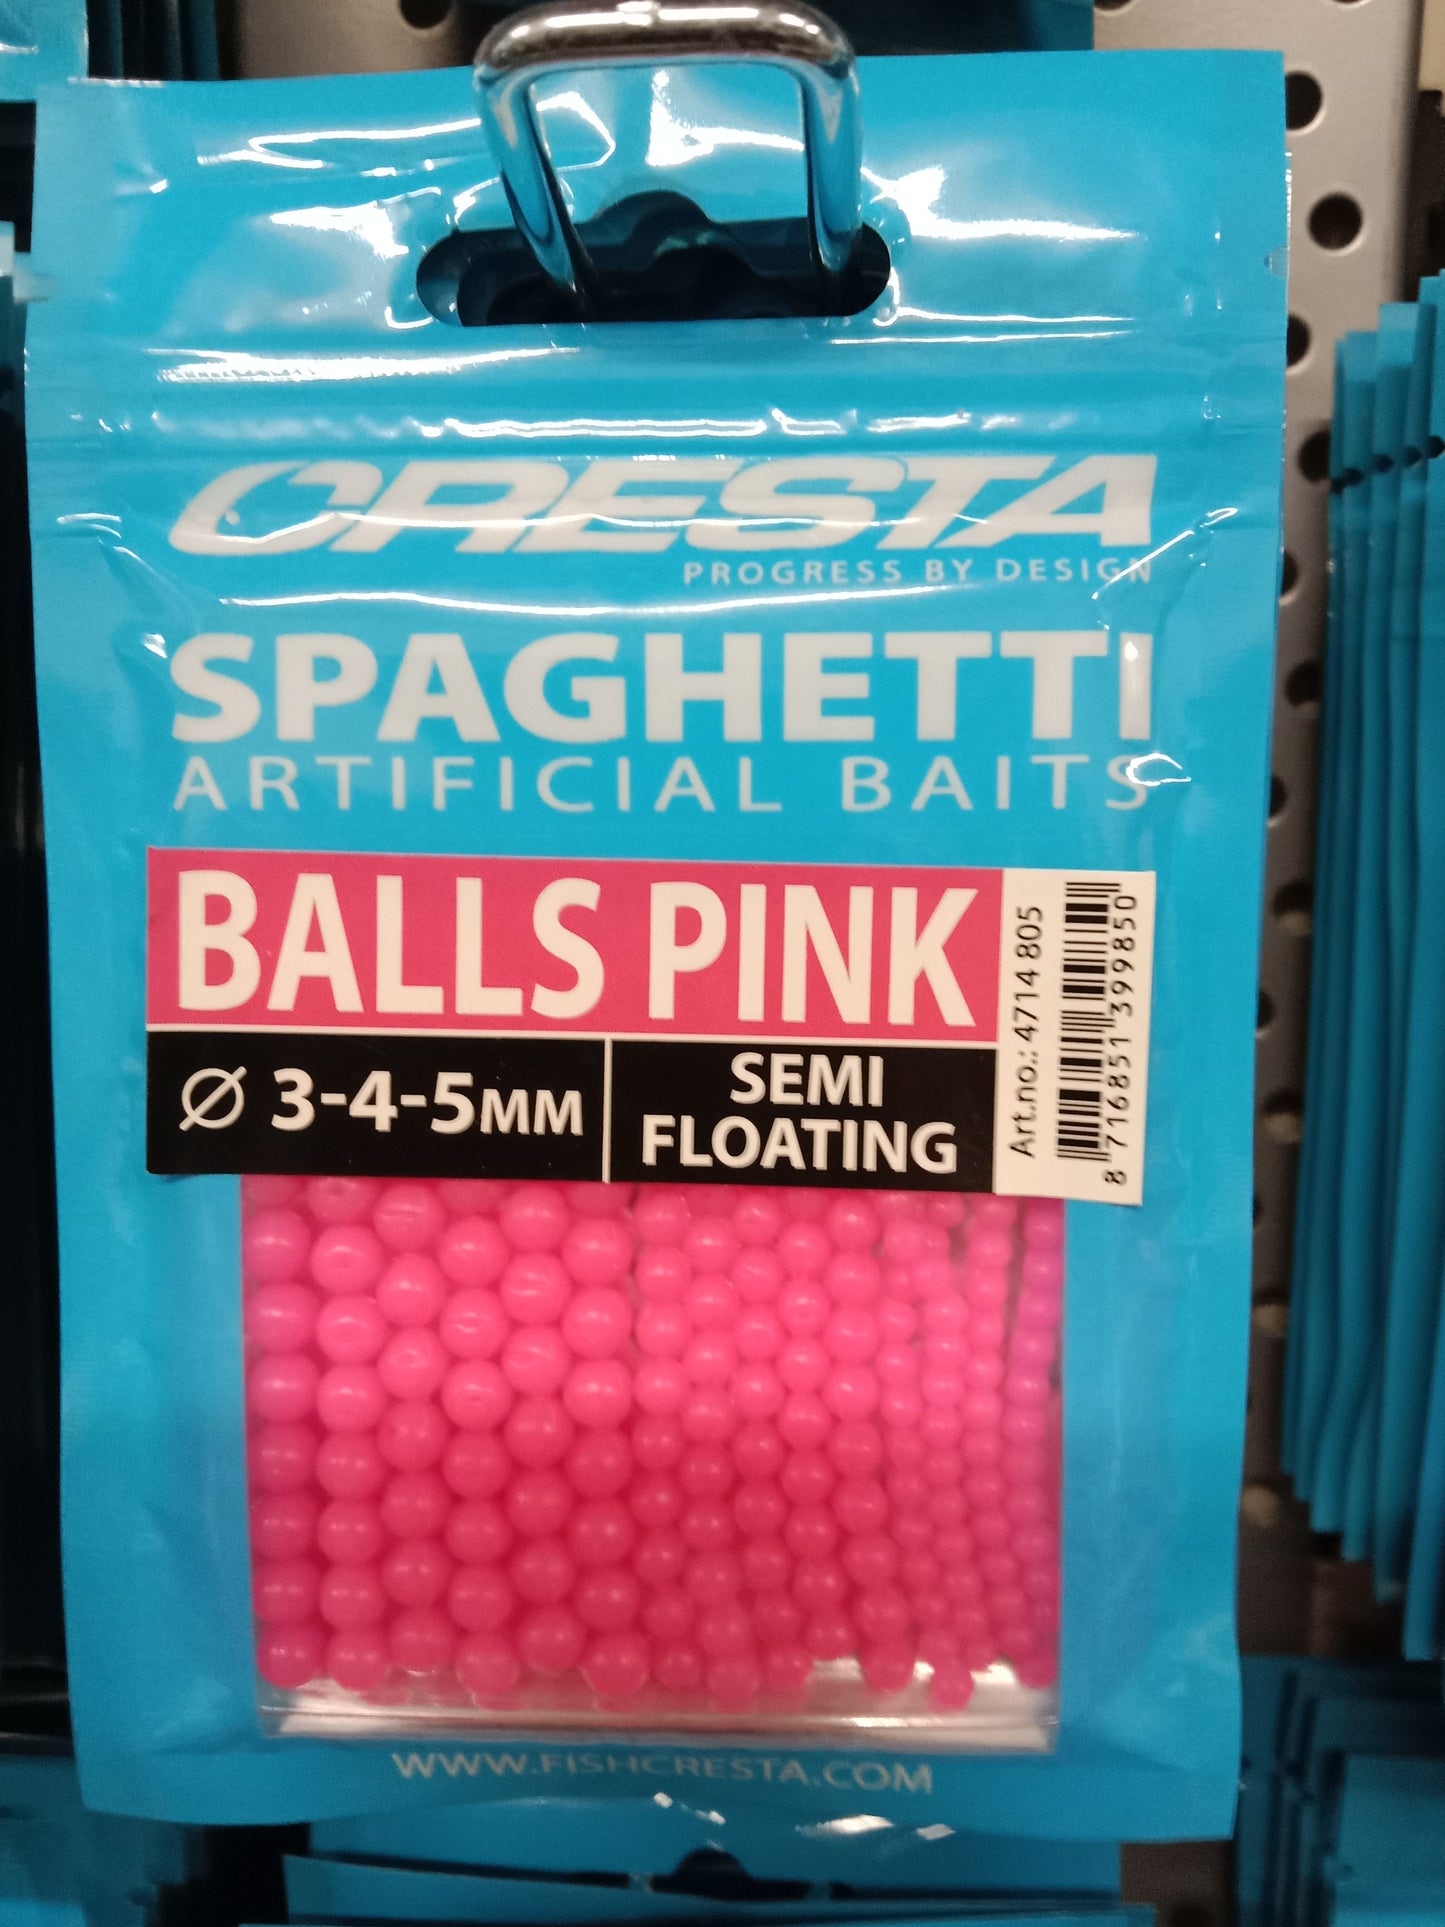 CRESTA
PROGRESS BY DESIGN
SPAGHETTI
ARTIFICIAL BAITS
BALLS PINK
Ø 3-4-5MM
SEMI
FLOATING
Art.no.: 4714 805
8 716851 399850
WWW.FISHCRESTA.COM